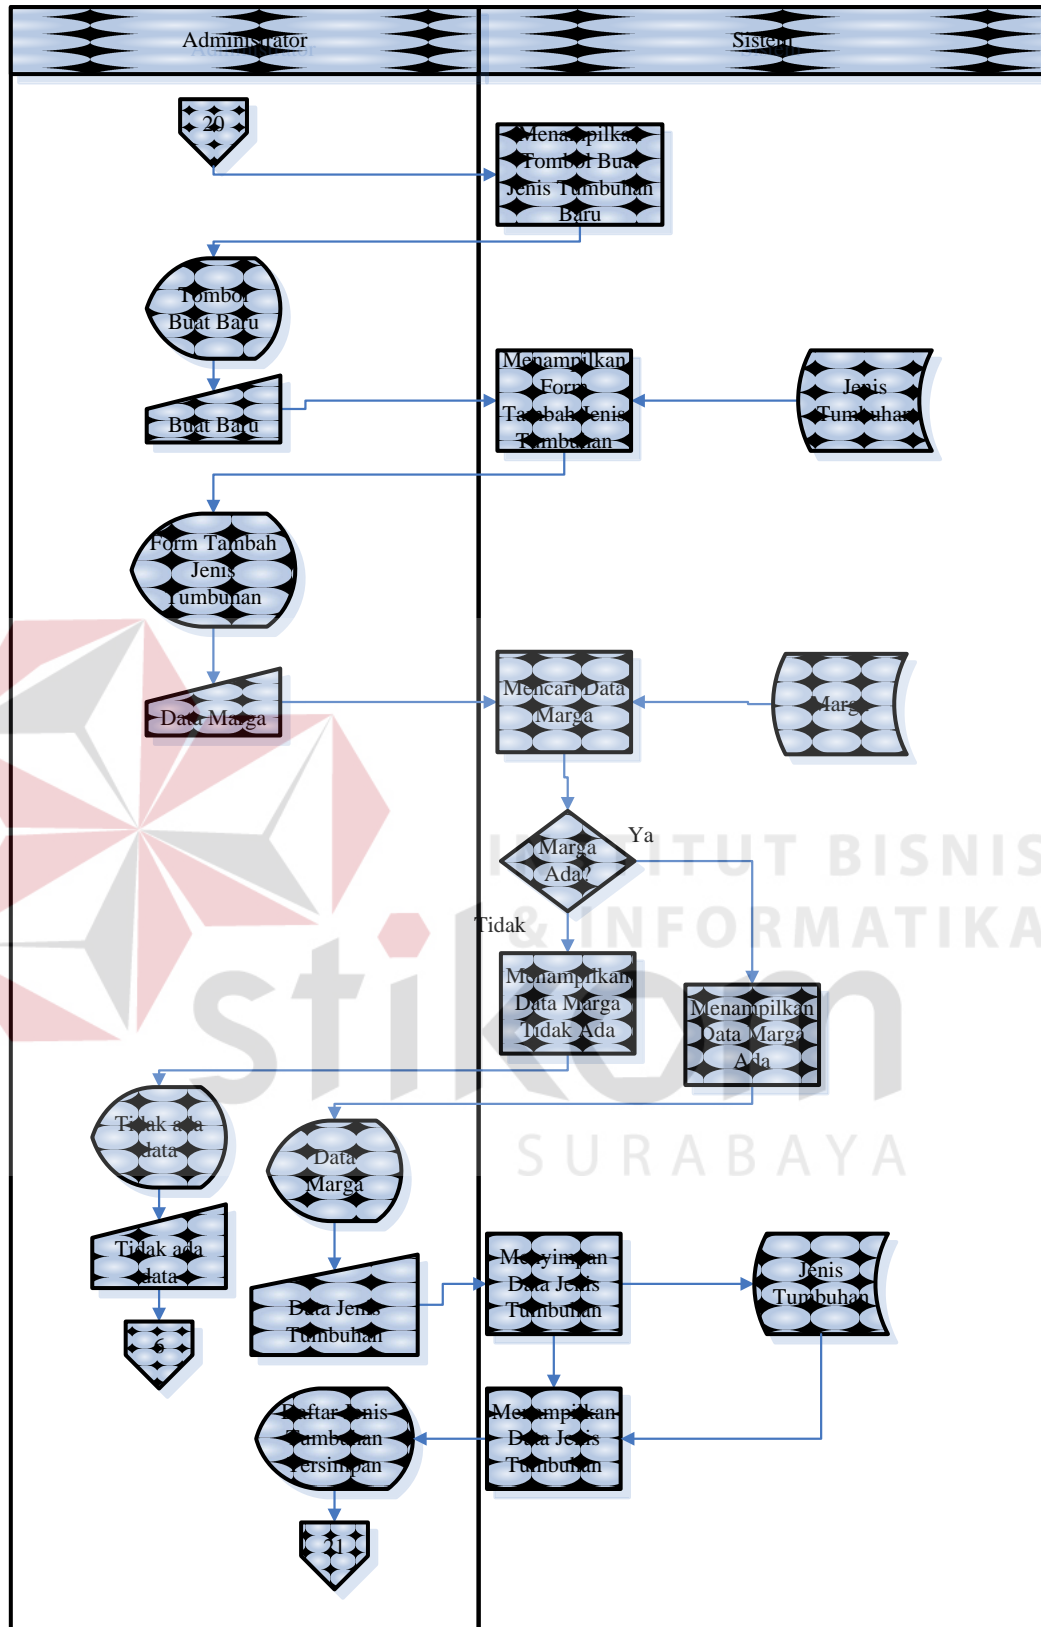 Administrator
Sistem
20
Menampilkan
Tombol Buat
Jenis Tumbuhan
Baru
Tombol
Buat Baru
Buat Baru
Menampilkan
Form
Tambah Jenis
Tumbuhan
Jenis
Tumbuhan
Form Tambah
Jenis
Tumbuhan
Data Marga
Mencari Data
Marga
Marga
Marga
Ada?
Ya
Tidak
INSTITUT BISNIS
& INFORMATIKA
stikom
SURABAYA
Menampilkan
Data Marga
Tidak Ada
Menampilkan
Data Marga
Ada
Tidak ada
data
Data
Marga
Tidak ada
data
6
Data Jenis
Tumbuhan
Menyimpan
Data Jenis
Tumbuhan
Jenis
Tumbuhan
Daftar Jenis
Tumbuhan
Tersimpan
Menampilkan
Data Jenis
Tumbuhan
21